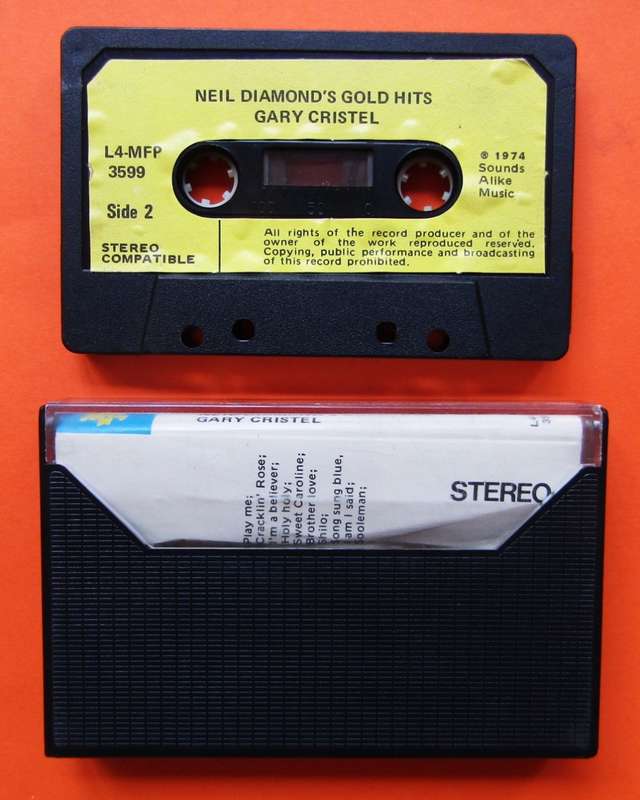 NEIL DIAMOND'S GOLD HITS
GARY CRISTEL
L4-MFP
3599
Side 2
STEREO
COMPATIBLE
℗ 1974
Sounds
Alike
Music
100 50 0
All rights of the record producer and of the
owner of the work reproduced reserved.
Copying, public performance and broadcasting
of this record prohibited.
GARY CRISTEL
Play me;
Cracklin' Rose;
I'm a believer;
Holy holy;
Sweet Caroline;
Brother love;
Shilo;
Song sung blue,
I am I said;
Sooleman;
STEREO